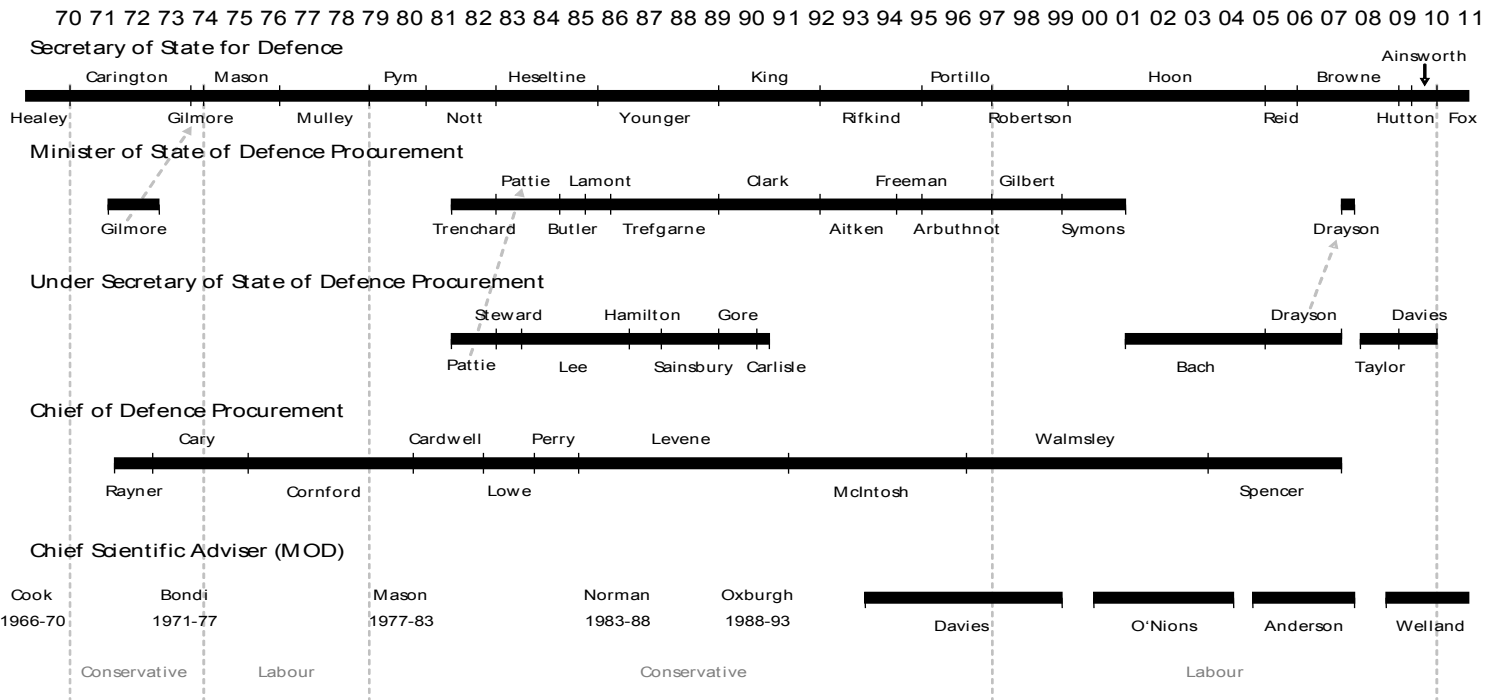 70 71 72 73 74 75 76 77 78 79 80 81 82 83 84 85 86 87 88 89 90 91 92 93 94 95 96 97 98 99 00 01 02 03 04 05 06 07 08 09 10 11
Secretary of State for Defence
Ainsworth
Carington Mason Pym Heseltine King Portillo Hoon Browne
Healey Gilmore Mulley Nott Younger Rifkind Robertson Reid Hutton Fox
Minister of State of Defence Procurement
Pattie Lamont Clark Freeman Gilbert
Gilmore Trenchard Butler Trefgarne Aitken Arbuthnot Symons Drayson
Under Secretary of State of Defence Procurement
Steward Hamilton Gore Drayson Davies
Pattie Lee Sainsbury Carlisle Bach Taylor
Chief of Defence Procurement
Cary Cardwell Perry Levene Walmsley
Rayner Cornford Lowe McIntosh Spencer
Chief Scientific Adviser (MOD)
Cook Bondi Mason Norman Oxburgh
1966-70 1971-77 1977-83 1983-88 1988-93
Davies O‘Nions Anderson Welland
Conservative Labour Conservative Labour